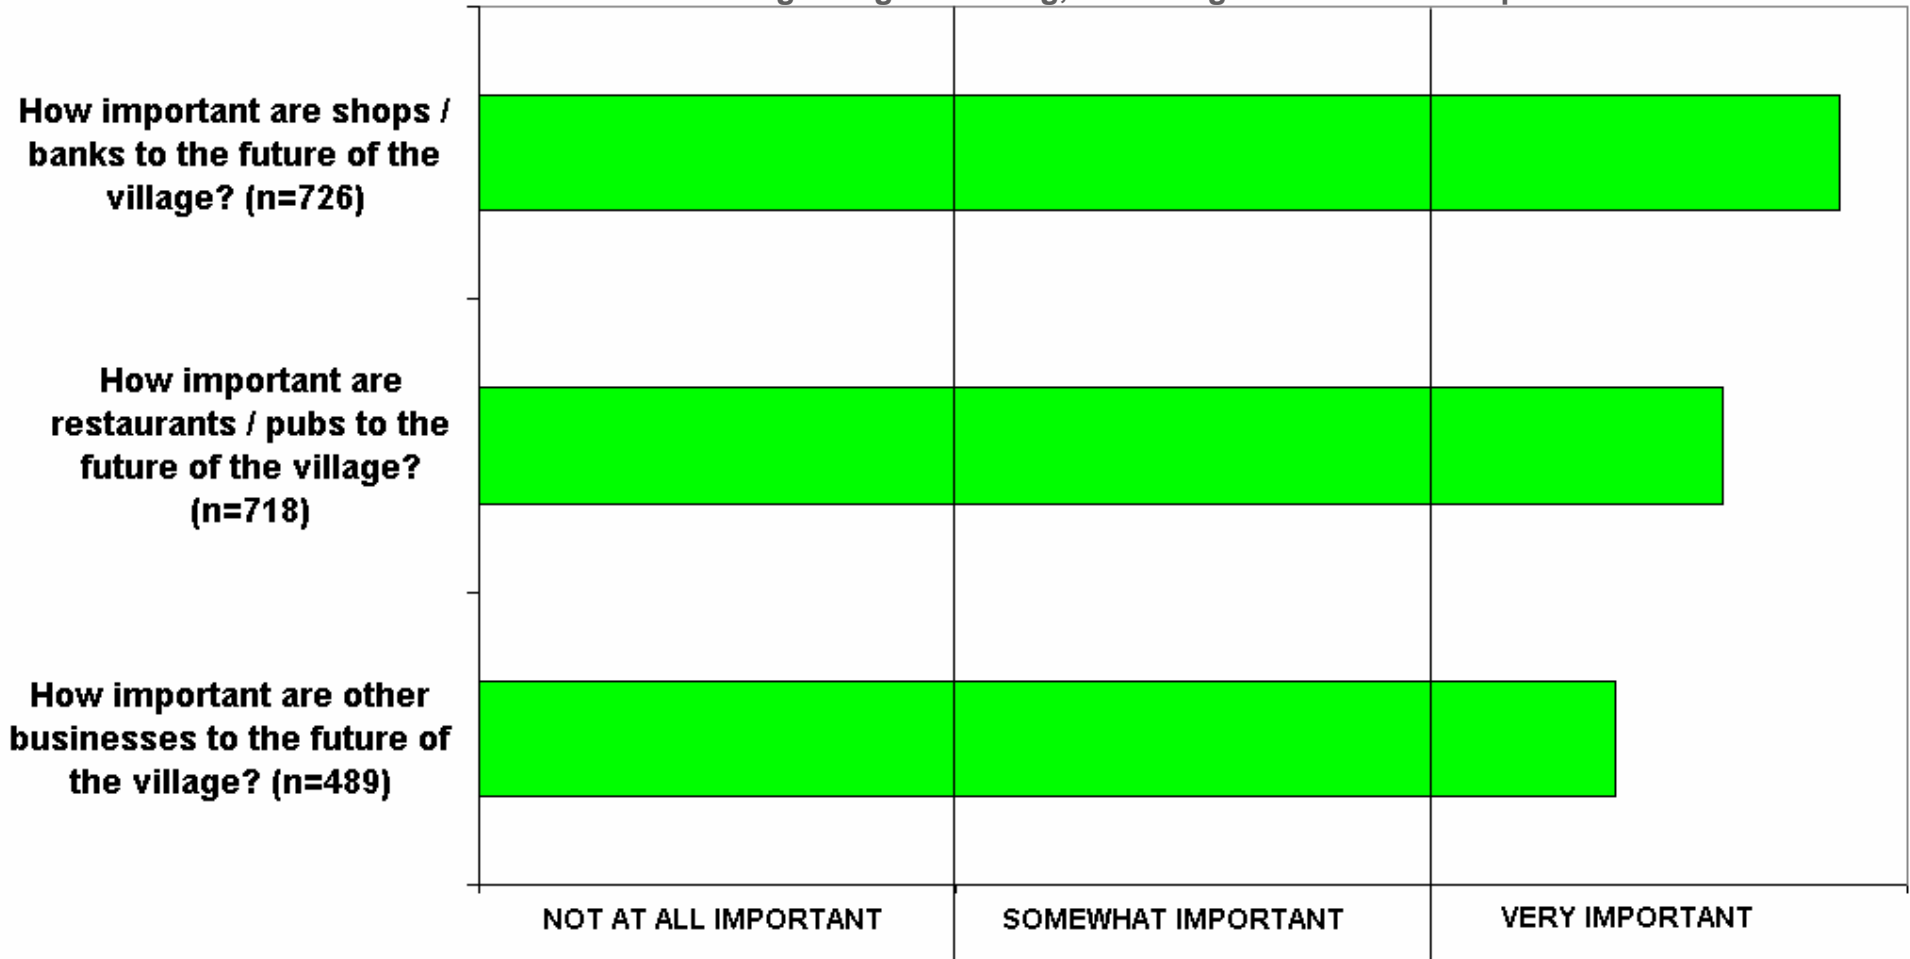 How important are shops /
banks to the future of the
village? (n=726)
How important are
restaurants / pubs to the
future of the village?
(n=718)
How important are other
businesses to the future of
the village? (n=489)
NOT AT ALL IMPORTANT
SOMEWHAT IMPORTANT
VERY IMPORTANT